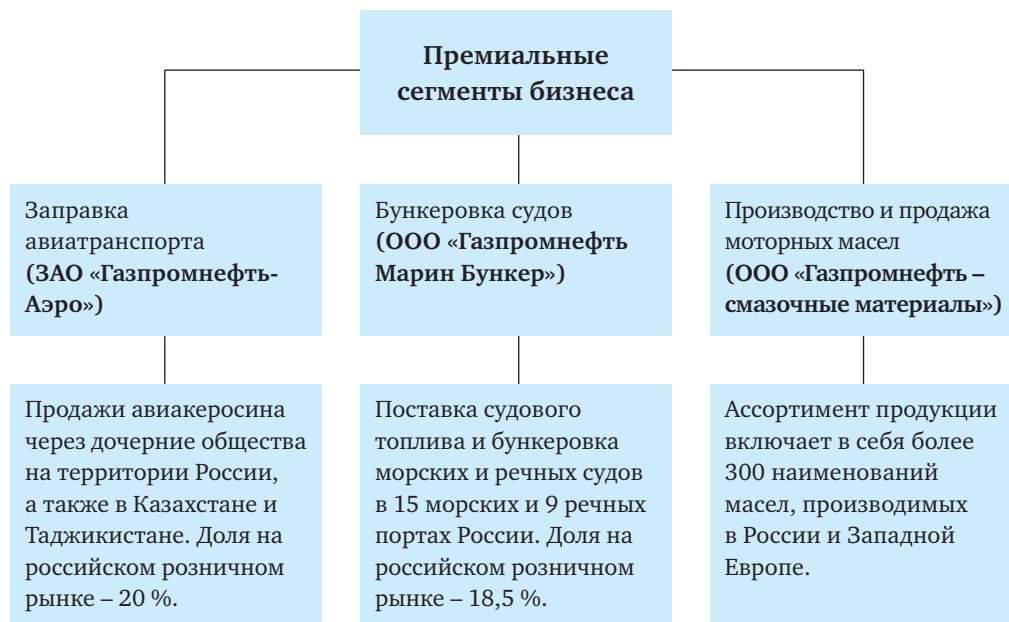 Премиальные
сегменты бизнеса
Заправка
авиатранспорта
(ЗАО «Газпромнефть-
Аэро»)
Бункеровка судов
(ООО «Газпромнефть
Марин Бункер»)
Производство и продажа
моторных масел
(ООО «Газпромнефть –
смазочные материалы»)
Продажи авиакеросина
через дочерние общества
на территории России,
а также в Казахстане и
Таджикистане. Доля на
российском розничном
рынке – 20 %.
Поставка судового
топлива и бункеровка
морских и речных судов
в 15 морских и 9 речных
портах России. Доля на
российском розничном
рынке – 18,5 %.
Ассортимент продукции
включает в себя более
300 наименований
масел, производимых
в России и Западной
Европе.